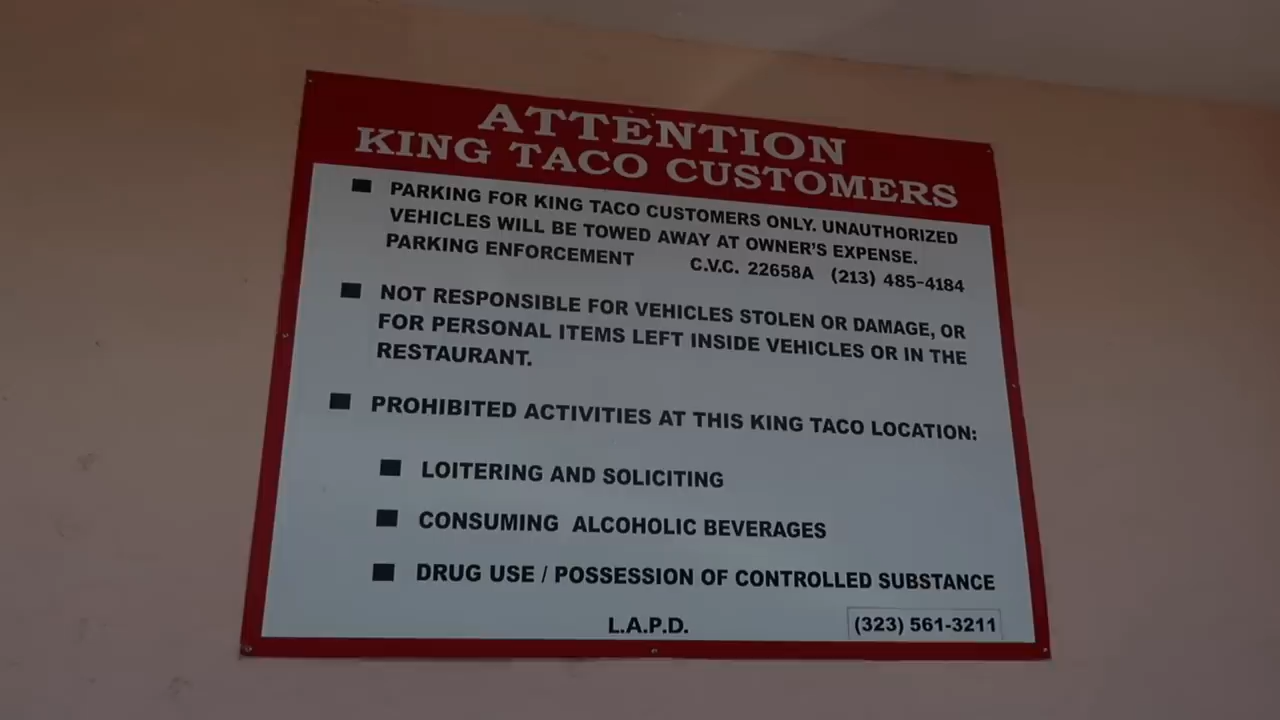 ATTENTION
KING TACO CUSTOMERS
■ PARKING FOR KING TACO CUSTOMERS ONLY. UNAUTHORIZED
VEHICLES WILL BE TOWED AWAY AT OWNER'S EXPENSE.
PARKING ENFORCEMENT C.V.C. 22658A (213) 485-4184
■ NOT RESPONSIBLE FOR VEHICLES STOLEN OR DAMAGE, OR
FOR PERSONAL ITEMS LEFT INSIDE VEHICLES OR IN THE
RESTAURANT.
■ PROHIBITED ACTIVITIES AT THIS KING TACO LOCATION:
■ LOITERING AND SOLICITING
■ CONSUMING ALCOHOLIC BEVERAGES
■ DRUG USE / POSSESSION OF CONTROLLED SUBSTANCE
L.A.P.D. (323) 561-3211